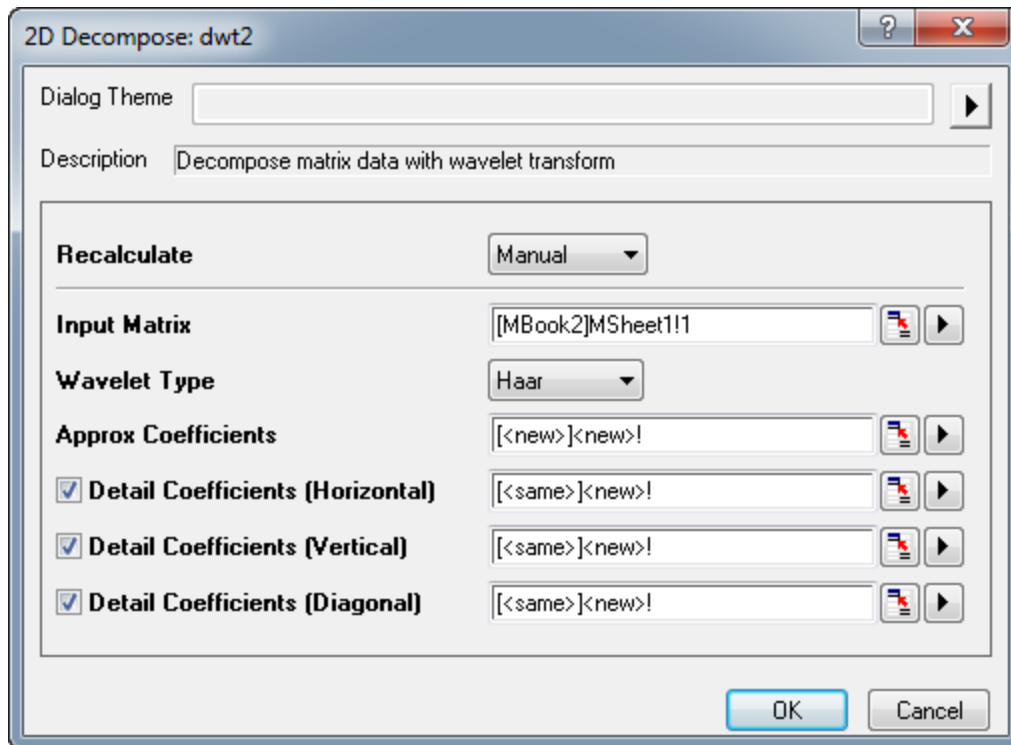 2D Decompose: dwt2
?
Dialog Theme
Description Decompose matrix data with wavelet transform
Recalculate Manual
Input Matrix [MBook2]MSheet1!1
Wavelet Type Haar
Approx Coefficients [<new>]<new>!
Detail Coefficients (Horizontal) [<same>]<new>!
Detail Coefficients (Vertical) [<same>]<new>!
Detail Coefficients (Diagonal) [<same>]<new>!
OK Cancel